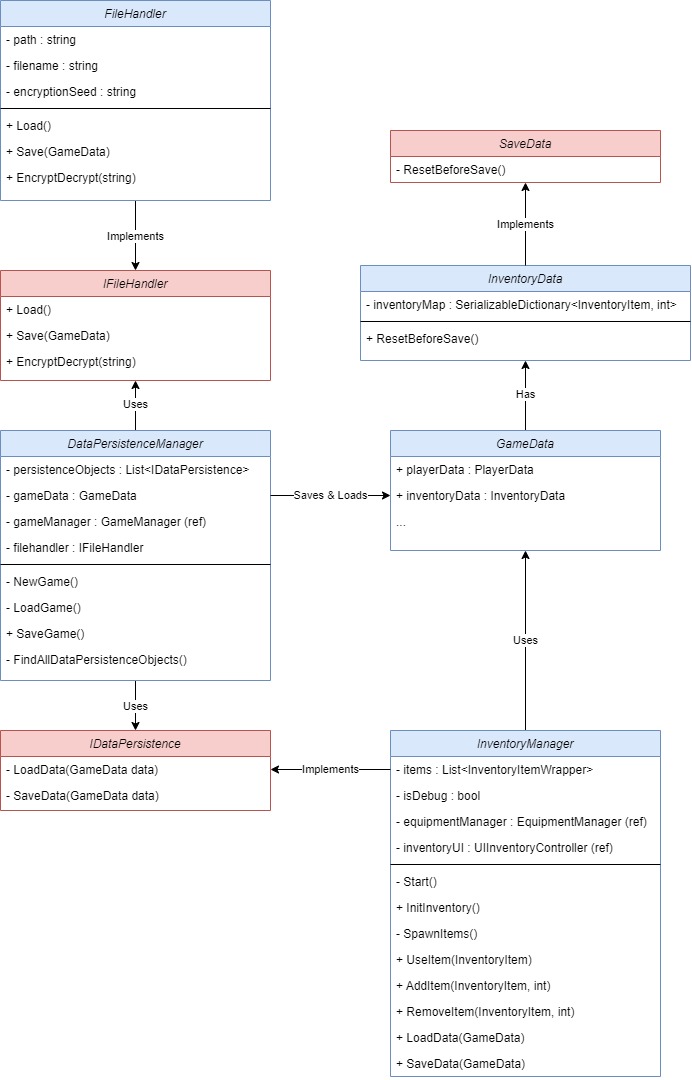 FileHandler
- path : string
- filename : string
- encryptionSeed : string
+ Load()
+ Save(GameData)
+ EncryptDecrypt(string)
Implements
IFileHandler
+ Load()
+ Save(GameData)
+ EncryptDecrypt(string)
Uses
DataPersistenceManager
- persistenceObjects : List<IDataPersistence>
- gameData : GameData
- gameManager : GameManager (ref)
- filehandler : IFileHandler
- NewGame()
- LoadGame()
+ SaveGame()
- FindAllDataPersistenceObjects()
Uses
IDataPersistence
- LoadData(GameData data)
- SaveData(GameData data)
Saves & Loads
SaveData
- ResetBeforeSave()
Implements
InventoryData
- inventoryMap : SerializableDictionary<InventoryItem, int>
+ ResetBeforeSave()
Has
GameData
+ playerData : PlayerData
+ inventoryData : InventoryData
...
Uses
Implements
InventoryManager
- items : List<InventoryItemWrapper>
- isDebug : bool
- equipmentManager : EquipmentManager (ref)
- inventoryUI : UIInventoryController (ref)
- Start()
+ InitInventory()
- SpawnItems()
+ UseItem(InventoryItem)
+ AddItem(InventoryItem, int)
+ RemoveItem(InventoryItem, int)
+ LoadData(GameData)
+ SaveData(GameData)